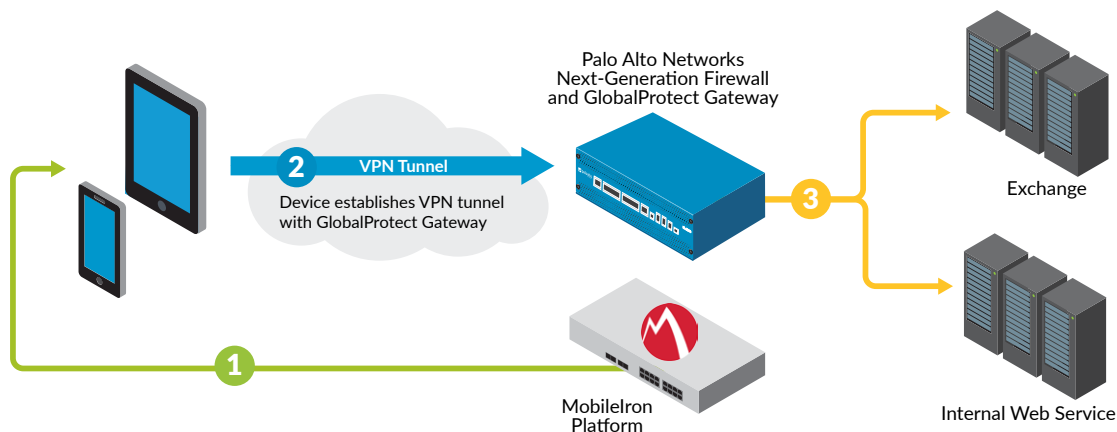 Palo Alto Networks
Next-Generation Firewall
and GlobalProtect Gateway
2
VPN Tunnel
Device establishes VPN tunnel
with GlobalProtect Gateway
3
Exchange
1
MobileIron
Platform
Internal Web Service